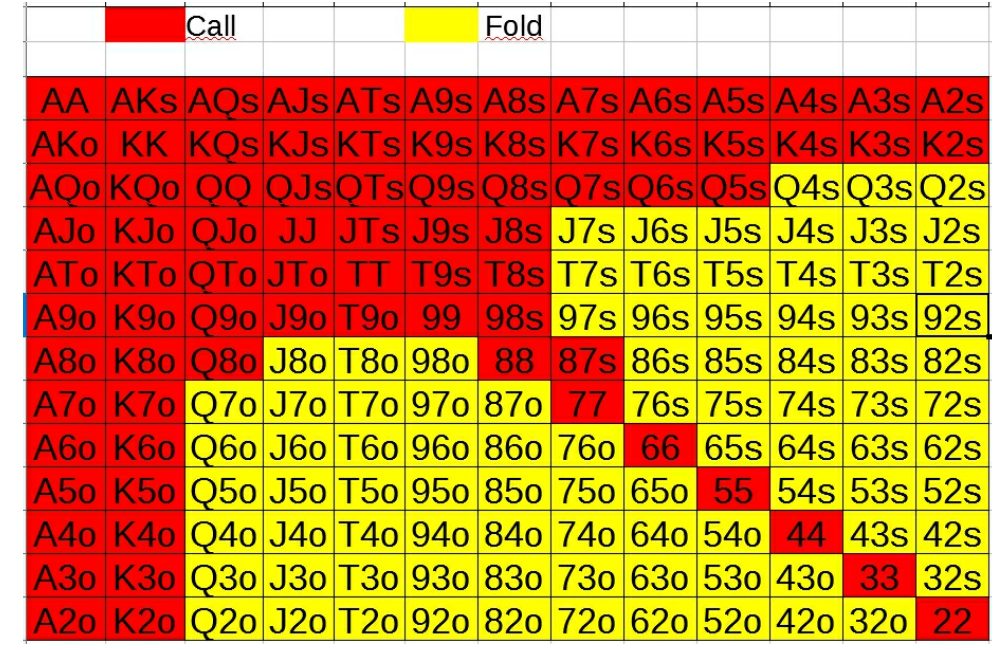 Call Fold
AA AKs AQs AJs ATs A9s A8s A7s A6s A5s A4s A3s A2s
AKo KK KQs KJs KTs K9s K8s K7s K6s K5s K4s K3s K2s
AQo KQo QQ QJs QTs Q9s Q8s Q7s Q6s Q5s Q4s Q3s Q2s
AJo KJo QJo JJ JTs J9s J8s J7s J6s J5s J4s J3s J2s
ATo KTo QTo JTo TT T9s T8s T7s T6s T5s T4s T3s T2s
A9o K9o Q9o J9o T9o 99 98s 97s 96s 95s 94s 93s 92s
A8o K8o Q8o J8o T8o 98o 88 87s 86s 85s 84s 83s 82s
A7o K7o Q7o J7o T7o 97o 87o 77 76s 75s 74s 73s 72s
A6o K6o Q6o J6o T6o 96o 86o 76o 66 65s 64s 63s 62s
A5o K5o Q5o J5o T5o 95o 85o 75o 65o 55 54s 53s 52s
A4o K4o Q4o J4o T4o 94o 84o 74o 64o 54o 44 43s 42s
A3o K3o Q3o J3o T3o 93o 83o 73o 63o 53o 43o 33 32s
A2o K2o Q2o J2o T2o 92o 82o 72o 62o 52o 42o 32o 22